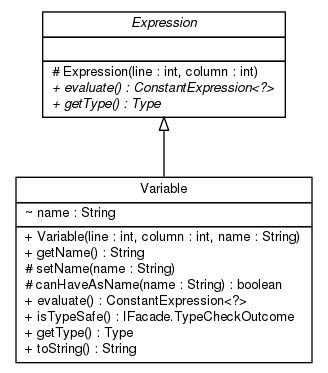 Expression
# Expression(line : int, column : int)
+ evaluate() : ConstantExpression<?>
+ getType() : Type
Variable
~ name : String
+ Variable(line : int, column : int, name : String)
+ getName() : String
# setName(name : String)
# canHaveAsName(name : String) : boolean
+ evaluate() : ConstantExpression<?>
+ isTypeSafe() : IFacade.TypeCheckOutcome
+ getType() : Type
+ toString() : String